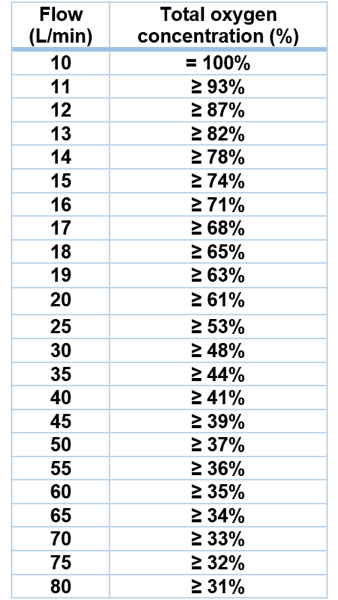 Flow (L/min) Total oxygen concentration (%)
10 = 100%
11 ≥ 93%
12 ≥ 87%
13 ≥ 82%
14 ≥ 78%
15 ≥ 74%
16 ≥ 71%
17 ≥ 68%
18 ≥ 65%
19 ≥ 63%
20 ≥ 61%
25 ≥ 53%
30 ≥ 48%
35 ≥ 44%
40 ≥ 41%
45 ≥ 39%
50 ≥ 37%
55 ≥ 36%
60 ≥ 35%
65 ≥ 34%
70 ≥ 33%
75 ≥ 32%
80 ≥ 31%